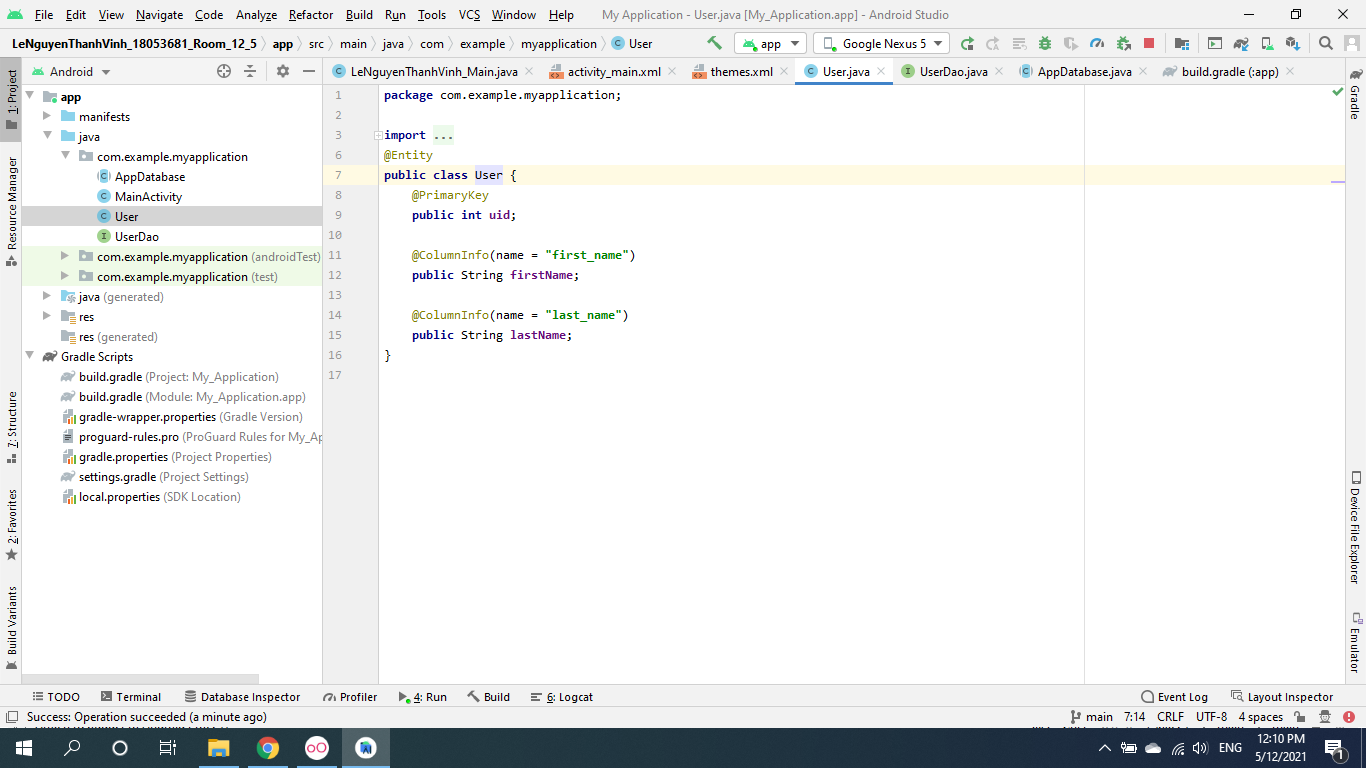 File Edit View Navigate Code Analyze Refactor Build Run Tools VCS Window Help My Application - User.java [My_Application.app] - Android Studio
LeNguyenThanhVinh_18053681_Room_12_5 app src main java com example myapplication User app Google Nexus 5
Android LeNguyenThanhVinh_Main.java activity_main.xml themes.xml User.java UserDao.java AppDatabase.java build.gradle (:app)
1: Project
Resource Manager
7: Structure
2: Favorites
Build Variants
app
manifests
java
com.example.myapplication
AppDatabase
MainActivity
User
UserDao
com.example.myapplication (androidTest)
com.example.myapplication (test)
java (generated)
res
res (generated)
Gradle Scripts
build.gradle (Project: My_Application)
build.gradle (Module: My_Application.app)
gradle-wrapper.properties (Gradle Version)
proguard-rules.pro (ProGuard Rules for My_Ap
gradle.properties (Project Properties)
settings.gradle (Project Settings)
local.properties (SDK Location)
1 package com.example.myapplication;
2
3 import ...
6 @Entity
7 public class User {
8 @PrimaryKey
9 public int uid;
10
11 @ColumnInfo(name = "first_name")
12 public String firstName;
13
14 @ColumnInfo(name = "last_name")
15 public String lastName;
16 }
17
Gradle
Device File Explorer
Emulator
TODO Terminal Database Inspector Profiler 4: Run Build 6: Logcat Event Log Layout Inspector
Success: Operation succeeded (a minute ago) main 7:14 CRLF UTF-8 4 spaces
ENG 12:10 PM
5/12/2021 1